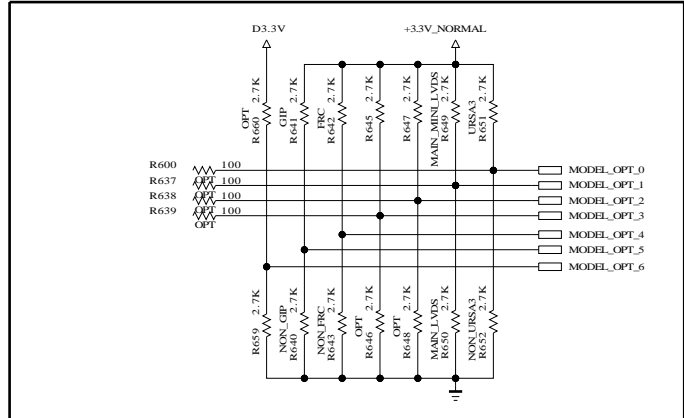 D3.3V +3.3V_NORMAL
OPT
R660 2.7K
GIP
R641 2.7K
FRC
R642 2.7K
R645 2.7K
R647 2.7K
MAIN_MINI_LVDS
R649 2.7K
URSA3
R651 2.7K
R600 100 MODEL_OPT_0
OPT
R637 100 MODEL_OPT_1
OPT
R638 100 MODEL_OPT_2
OPT
R639 100 MODEL_OPT_3
OPT
MODEL_OPT_4
MODEL_OPT_5
MODEL_OPT_6
R659 2.7K
NON_GIP
R640 2.7K
NON_FRC
R643 2.7K
OPT
R646 2.7K
OPT
R648 2.7K
MAIN_LVDS
R650 2.7K
NON_URSA3
R652 2.7K